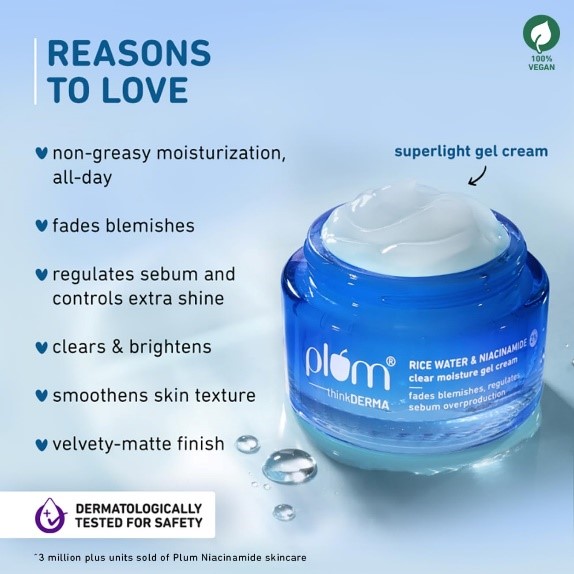 REASONS
TO LOVE
100%
VEGAN
non-greasy moisturization,
all-day
fades blemishes
regulates sebum and
controls extra shine
clears & brightens
smoothens skin texture
velvety-matte finish
superlight gel cream
plum®
thinkDERMA
RICE WATER & NIACINAMIDE
clear moisture gel cream
fades blemishes, regulates
sebum overproduction
DERMATOLOGICALLY
TESTED FOR SAFETY
^3 million plus units sold of Plum Niacinamide skincare